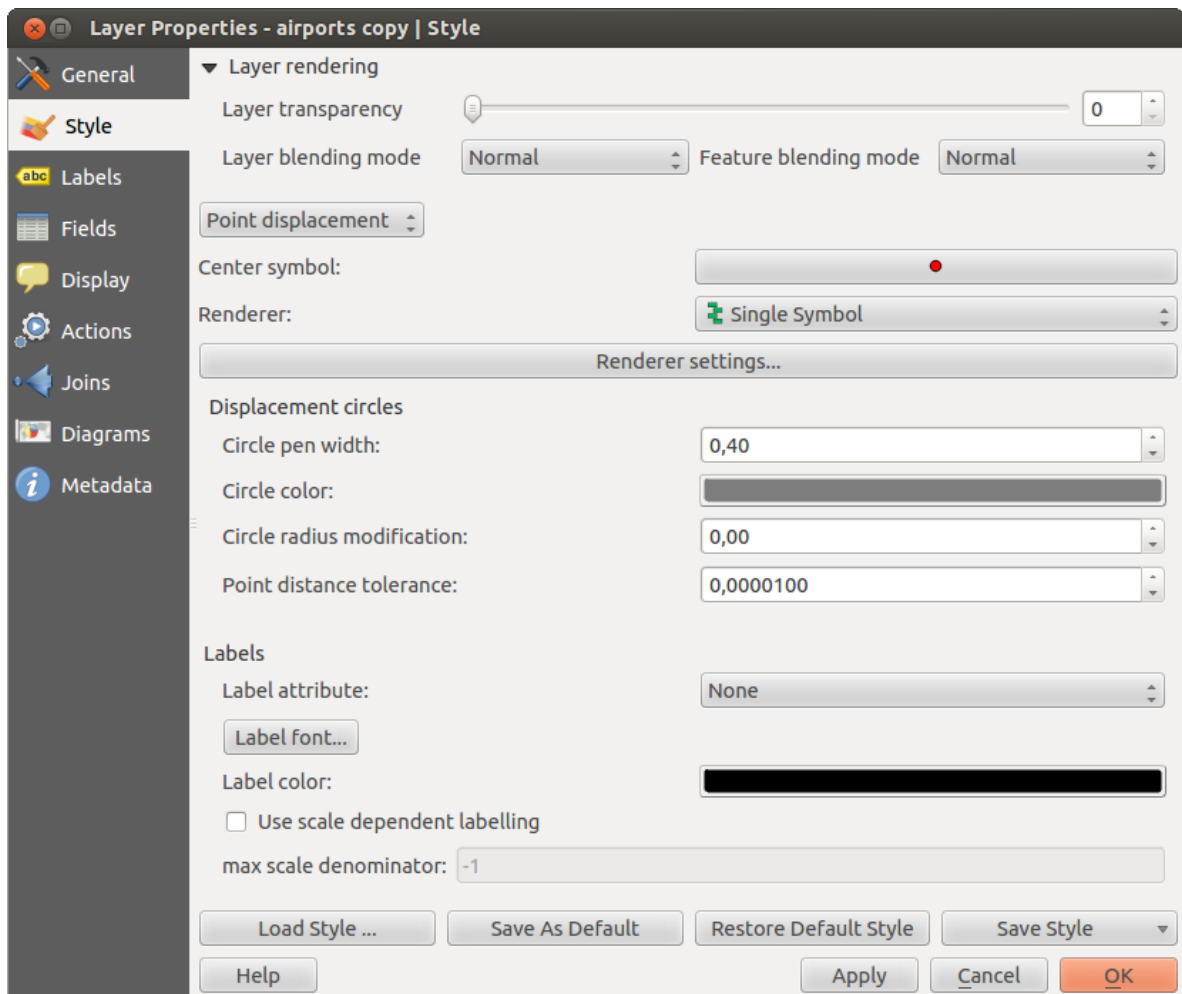 Layer Properties - airports copy | Style
General
Style
abc Labels
Fields
Display
Actions
Joins
Diagrams
i Metadata
Layer rendering
Layer transparency 0
Layer blending mode Normal Feature blending mode Normal
Point displacement
Center symbol:
Renderer: Single Symbol
Renderer settings...
Displacement circles
Circle pen width: 0,40
Circle color:
Circle radius modification: 0,00
Point distance tolerance: 0,0000100
Labels
Label attribute: None
Label font...
Label color:
Use scale dependent labelling
max scale denominator: -1
Load Style ... Save As Default Restore Default Style Save Style
Help Apply Cancel OK